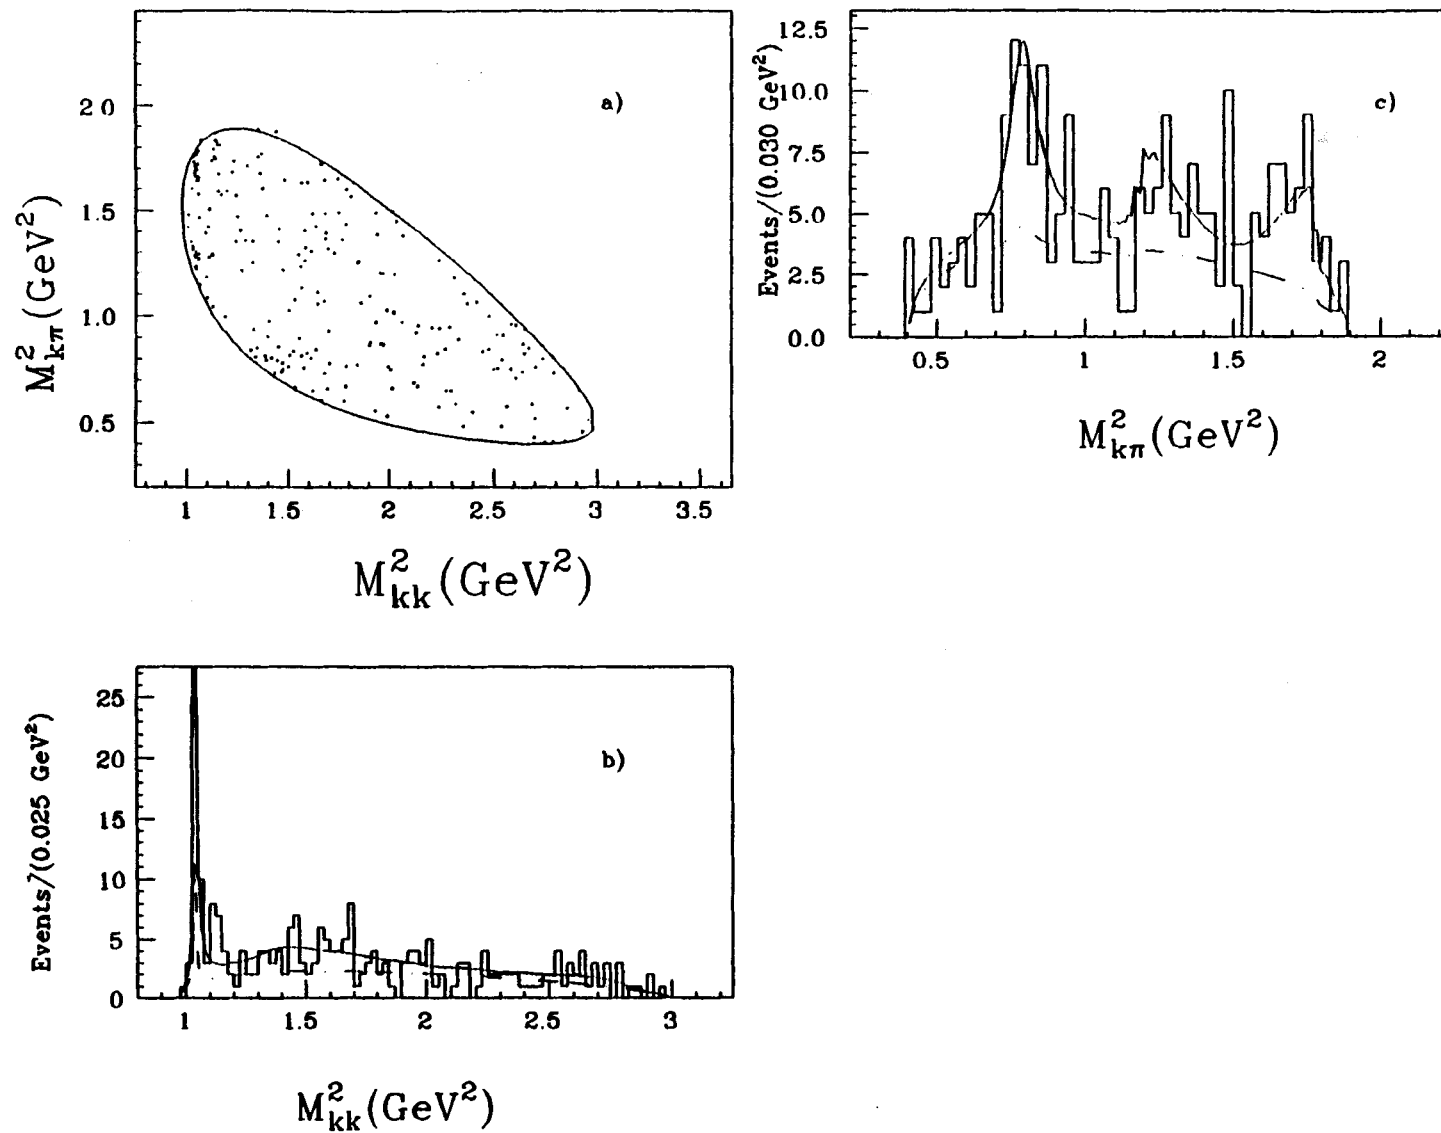 a)
2.0
1.5
1.0
0.5
M²kπ(GeV²)
1 1.5 2 2.5 3 3.5
M²kk(GeV²)
c)
12.5
10.0
7.5
5.0
2.5
0.0
Events/(0.030 GeV²)
0.5 1 1.5 2
M²kπ(GeV²)
b)
25
20
15
10
5
0
Events/(0.025 GeV²)
1 1.5 2 2.5 3
M²kk(GeV²)